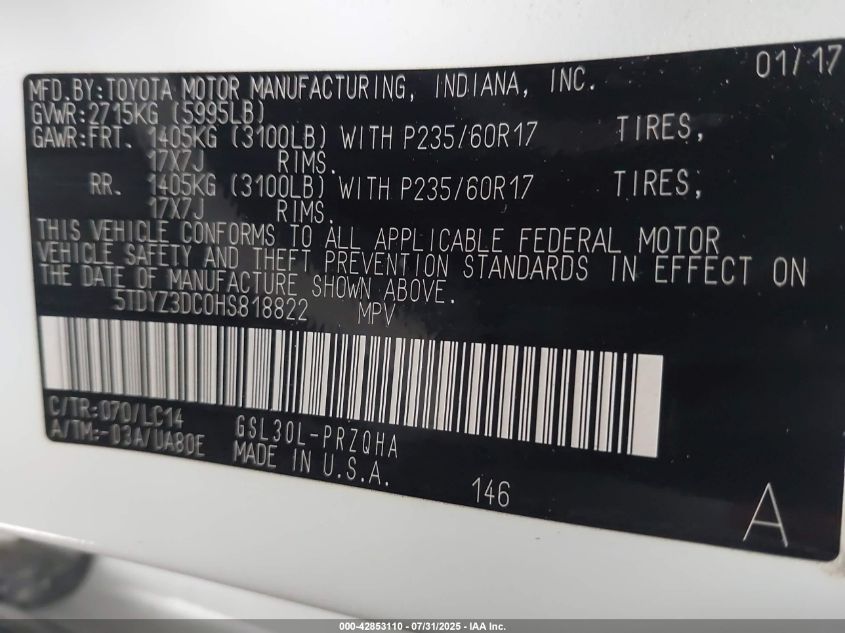 MFD.BY:TOYOTA MOTOR MANUFACTURING, INDIANA, INC. 01/17
GVWR:2715KG (5995LB)
GAWR:FRT. 1405KG (3100LB) WITH P235/60R17 TIRES,
17X7J RIMS.
RR. 1405KG (3100LB) WITH P235/60R17 TIRES,
17X7J RIMS.
THIS VEHICLE CONFORMS TO ALL APPLICABLE FEDERAL MOTOR
VEHICLE SAFETY AND THEFT PREVENTION STANDARDS IN EFFECT ON
THE DATE OF MANUFACTURE SHOWN ABOVE.
5TDYZ3DC0HS818822 MPV
C/TR:070/LC14 GSL30L-PRZQHA
A/TM:-03A/UA80E MADE IN U.S.A.
146 A
000-42853110 - 07/31/2025 - IAA Inc.